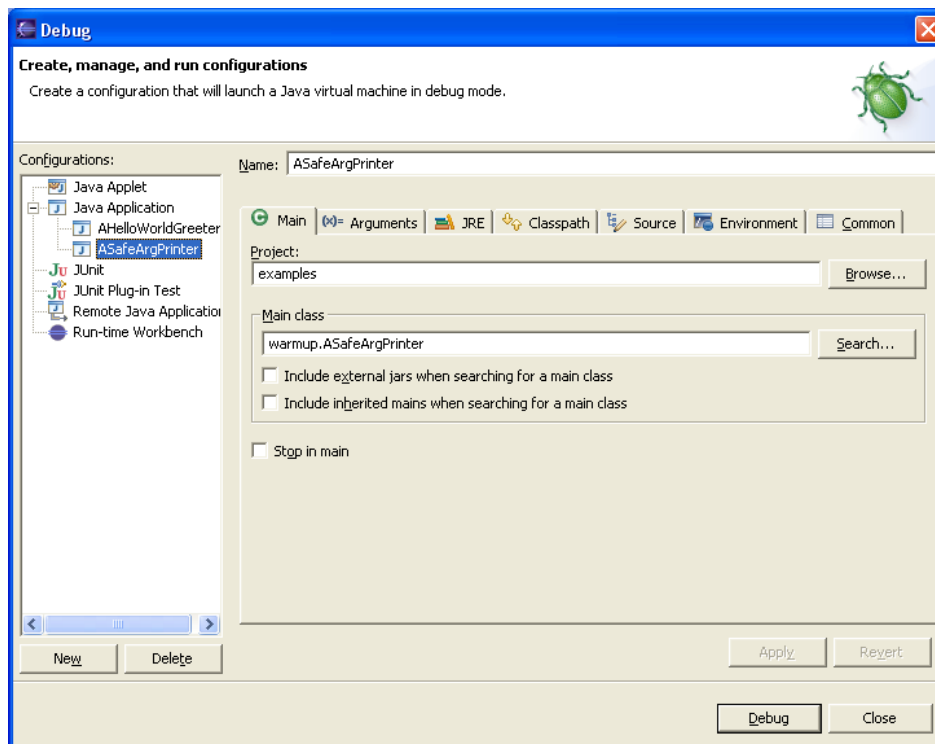 Debug
Create, manage, and run configurations
Create a configuration that will launch a Java virtual machine in debug mode.
Configurations:
Java Applet
Java Application
AHelloWorldGreeter
ASafeArgPrinter
JUnit
JUnit Plug-in Test
Remote Java Application
Run-time Workbench
New Delete
Name: ASafeArgPrinter
Main (x)= Arguments JRE Classpath Source Environment Common
Project:
examples Browse...
Main class
warmup.ASafeArgPrinter Search...
Include external jars when searching for a main class
Include inherited mains when searching for a main class
Stop in main
Apply Revert
Debug Close